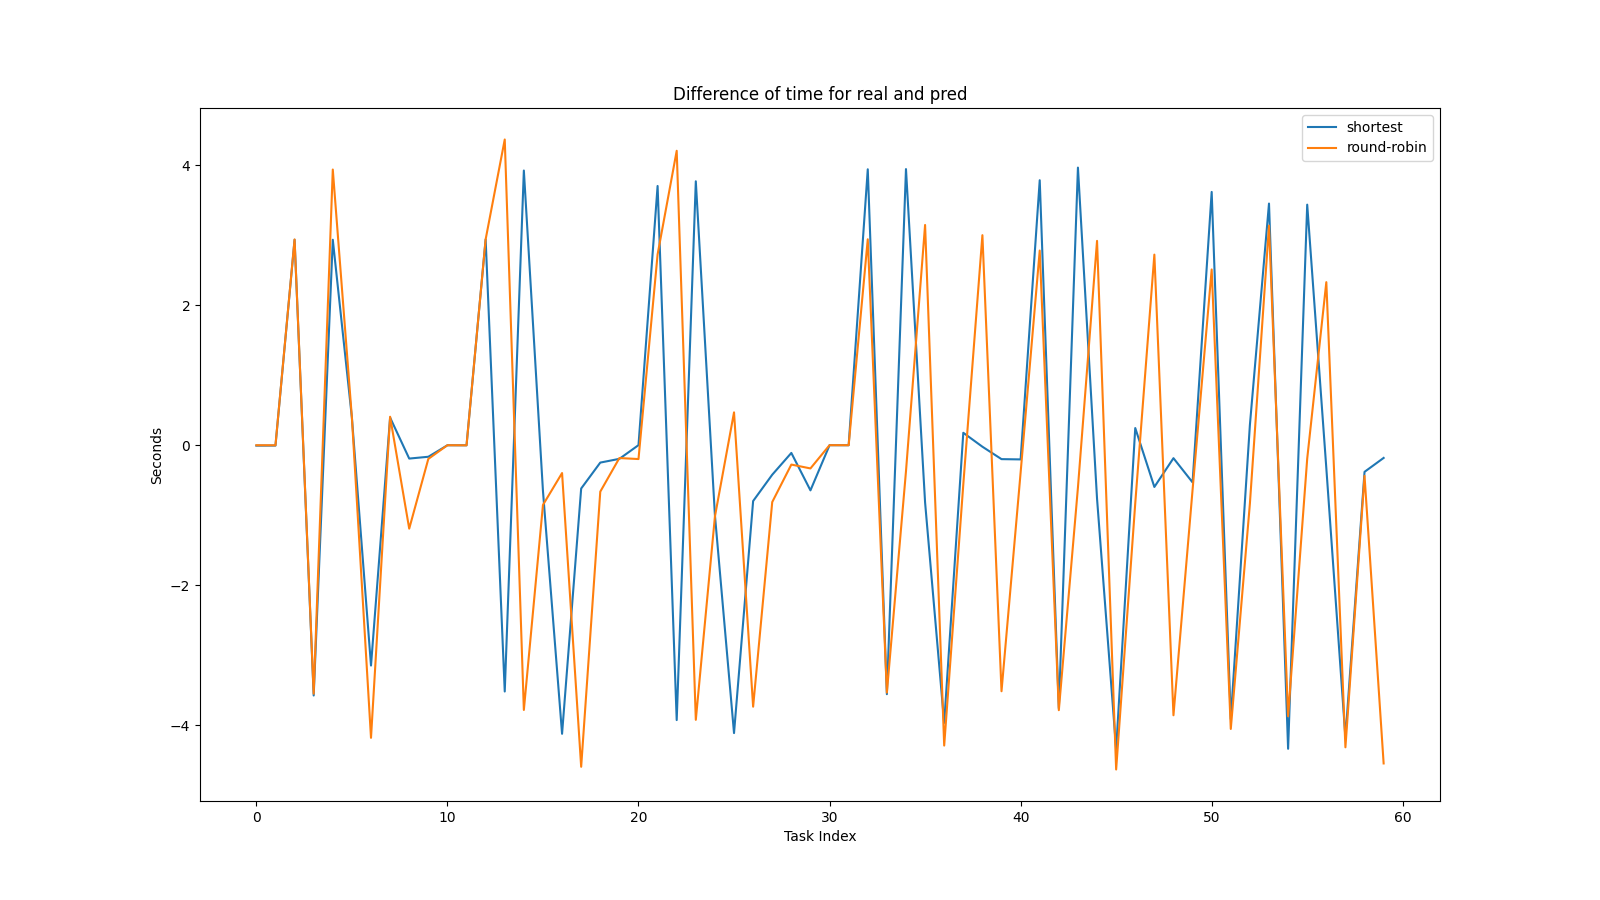 Difference of time for real and pred
shortest
round-robin
4
2
0
−2
−4
Seconds
0 10 20 30 40 50 60
Task Index